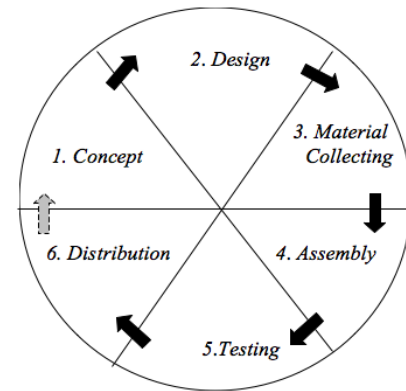 2. Design
3. Material
Collecting
1. Concept
6. Distribution
4. Assembly
5.Testing